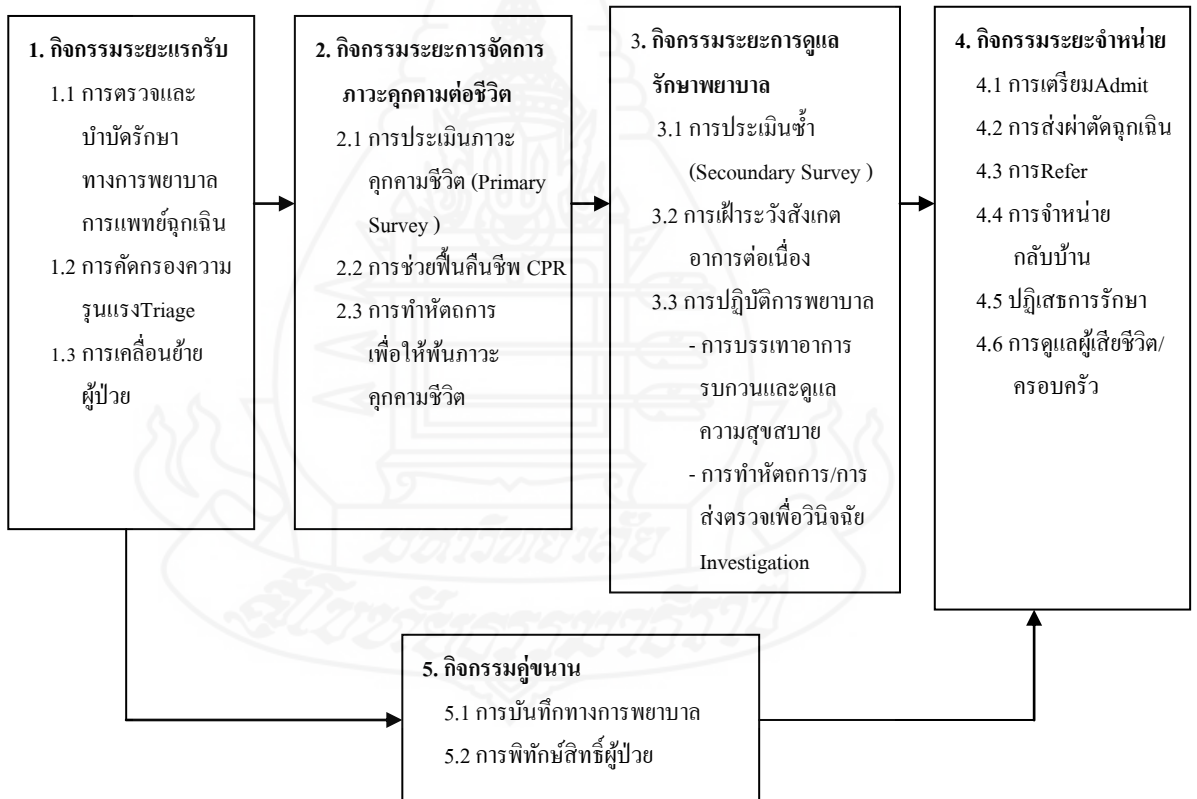 1. กิจกรรมระยะแรกรับ
1.1 การตรวจและ
บำบัดรักษา
ทางการพยาบาล
การแพทย์ฉุกเฉิน
1.2 การคัดกรองความ
รุนแรงTriage
1.3 การเคลื่อนย้าย
ผู้ป่วย
2. กิจกรรมระยะการจัดการ
ภาวะคุกคามต่อชีวิต
2.1 การประเมินภาวะ
คุกคามชีวิต (Primary
Survey )
2.2 การช่วยฟื้นคืนชีพ CPR
2.3 การทำหัตถการ
เพื่อให้พ้นภาวะ
คุกคามชีวิต
3. กิจกรรมระยะการดูแล
รักษาพยาบาล
3.1 การประเมินซ้ำ
(Secoundary Survey )
3.2 การเฝ้าระวังสังเกต
อาการต่อเนื่อง
3.3 การปฏิบัติการพยาบาล
- การบรรเทาอาการ
รบกวนและดูแล
ความสุขสบาย
- การทำหัตถการ/การ
ส่งตรวจเพื่อวินิจฉัย
Investigation
4. กิจกรรมระยะจำหน่าย
4.1 การเตรียมAdmit
4.2 การส่งผ่าตัดฉุกเฉิน
4.3 การRefer
4.4 การจำหน่าย
กลับบ้าน
4.5 ปฏิเสธการรักษา
4.6 การดูแลผู้เสียชีวิต/
ครอบครัว
5. กิจกรรมคู่ขนาน
5.1 การบันทึกทางการพยาบาล
5.2 การพิทักษ์สิทธิ์ผู้ป่วย
มหาวิทยาลัย
สุโขทัยธรรมาธิราช